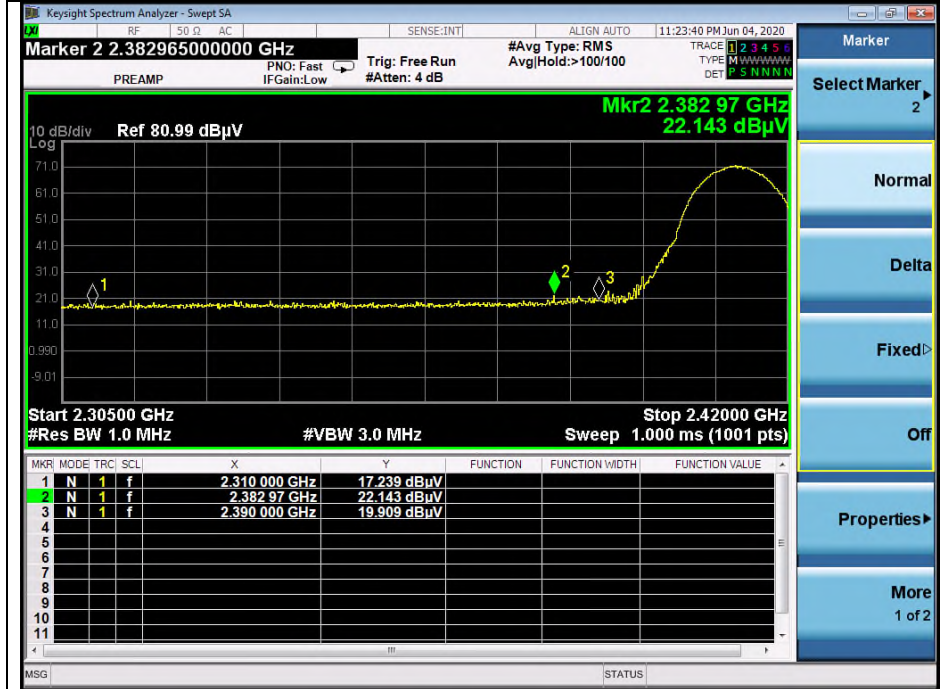 Keysight Spectrum Analyzer - Swept SA
LXI RF 50 Ω AC SENSE:INT ALIGN AUTO 11:23:40 PM Jun 04, 2020
Marker 2 2.382965000000 GHz
PREAMP
PNO: Fast
IFGain:Low
Trig: Free Run
#Atten: 4 dB
#Avg Type: RMS
Avg|Hold:>100/100
TRACE 1 2 3 4 5 6
TYPE M WWWWW
DET P S N N N N
Mkr2 2.382 97 GHz
22.143 dBµV
10 dB/div Ref 80.99 dBµV
Log
71.0
61.0
51.0
41.0
31.0
21.0
11.0
0.990
-9.01
1
2
3
Start 2.30500 GHz Stop 2.42000 GHz
#Res BW 1.0 MHz #VBW 3.0 MHz Sweep 1.000 ms (1001 pts)
MKR MODE TRC SCL X Y FUNCTION FUNCTION WIDTH FUNCTION VALUE
1 N 1 f 2.310 000 GHz 17.239 dBµV
2 N 1 f 2.382 97 GHz 22.143 dBµV
3 N 1 f 2.390 000 GHz 19.909 dBµV
4
5
6
7
8
9
10
11
MSG STATUS
Marker
Select Marker
2
Normal
Delta
Fixed
Off
Properties
More
1 of 2